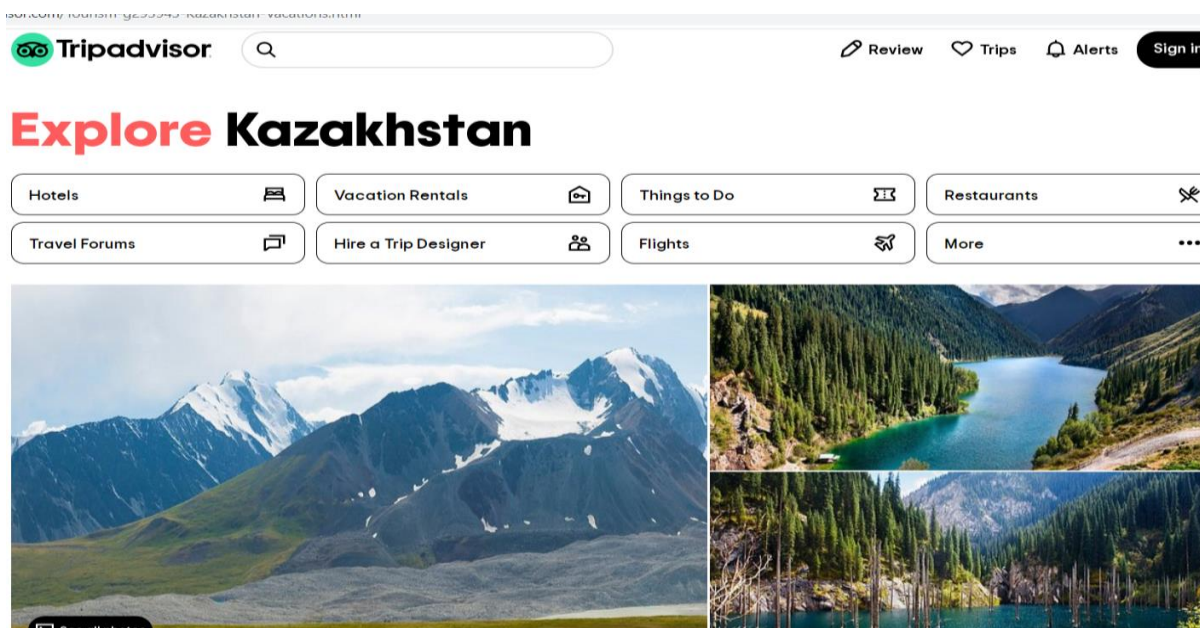 Tripadvisor
Review
Trips
Alerts
Sign in
Explore Kazakhstan
Hotels
Vacation Rentals
Things to Do
Restaurants
Travel Forums
Hire a Trip Designer
Flights
More